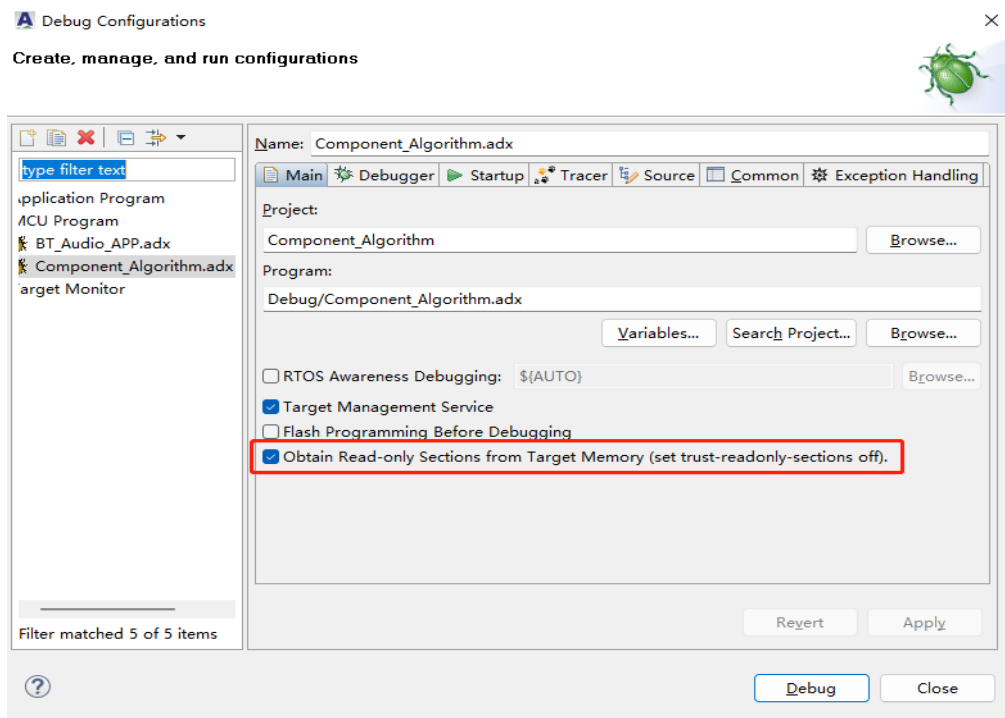 Debug Configurations
Create, manage, and run configurations
type filter text
pplication Program
MCU Program
BT_Audio_APP.adx
Component_Algorithm.adx
arget Monitor
Filter matched 5 of 5 items
Name: Component_Algorithm.adx
Main Debugger Startup Tracer Source Common Exception Handling
Project:
Component_Algorithm Browse...
Program:
Debug/Component_Algorithm.adx
Variables... Search Project... Browse...
RTOS Awareness Debugging: ${AUTO} Browse...
Target Management Service
Flash Programming Before Debugging
Obtain Read-only Sections from Target Memory (set trust-readonly-sections off).
Revert Apply
?
Debug Close